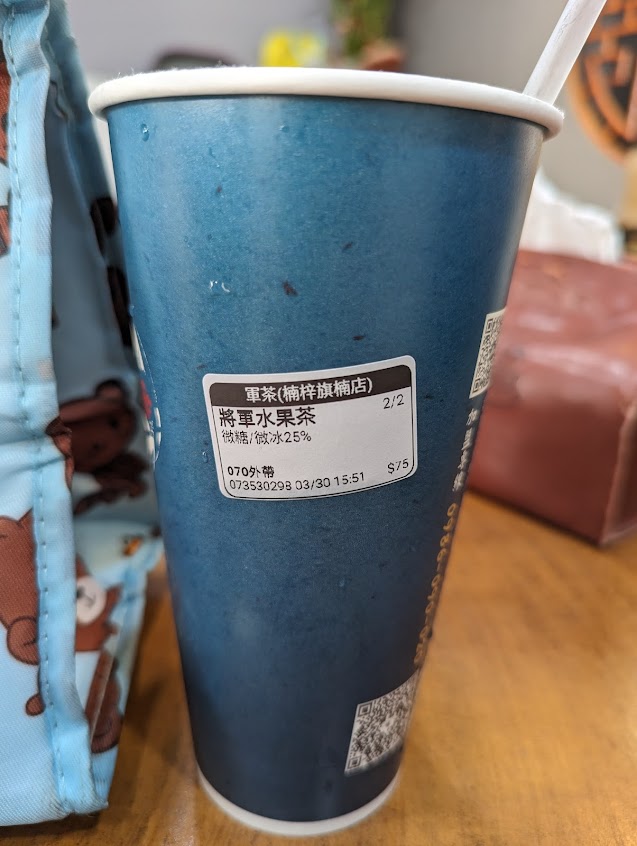 軍茶(楠梓旗楠店)
將軍水果茶 2/2
微糖/微冰25%
070外帶
073530298 03/30 15:51 $75